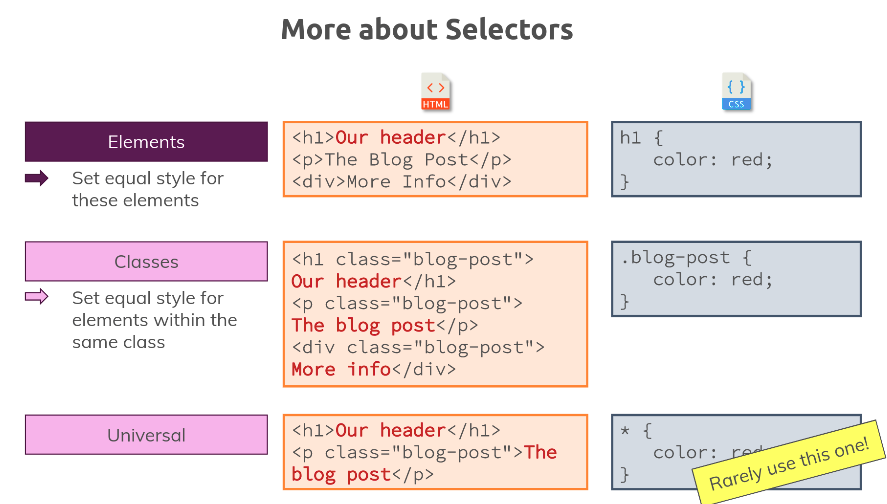 More about Selectors
HTML
CSS
Elements
Set equal style for
these elements
<h1>Our header</h1>
<p>The Blog Post</p>
<div>More Info</div>
h1 {
color: red;
}
Classes
Set equal style for
elements within the
same class
<h1 class="blog-post">
Our header</h1>
<p class="blog-post">
The blog post</p>
<div class="blog-post">
More info</div>
.blog-post {
color: red;
}
Universal
<h1>Our header</h1>
<p class="blog-post">The
blog post</p>
* {
color: red
}
Rarely use this one!